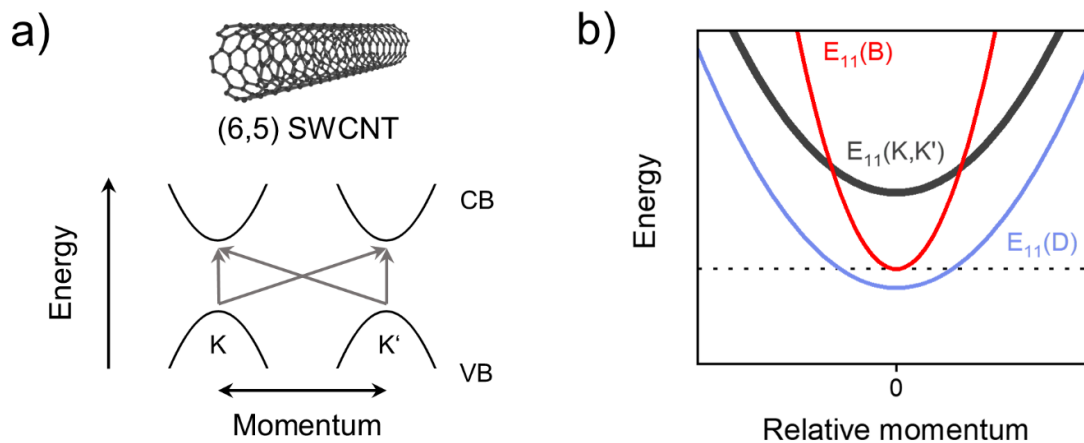 a)
(6,5) SWCNT
Energy
CB
K
K‘
VB
Momentum
b)
E₁₁(B)
E₁₁(K,K')
E₁₁(D)
Energy
0
Relative momentum